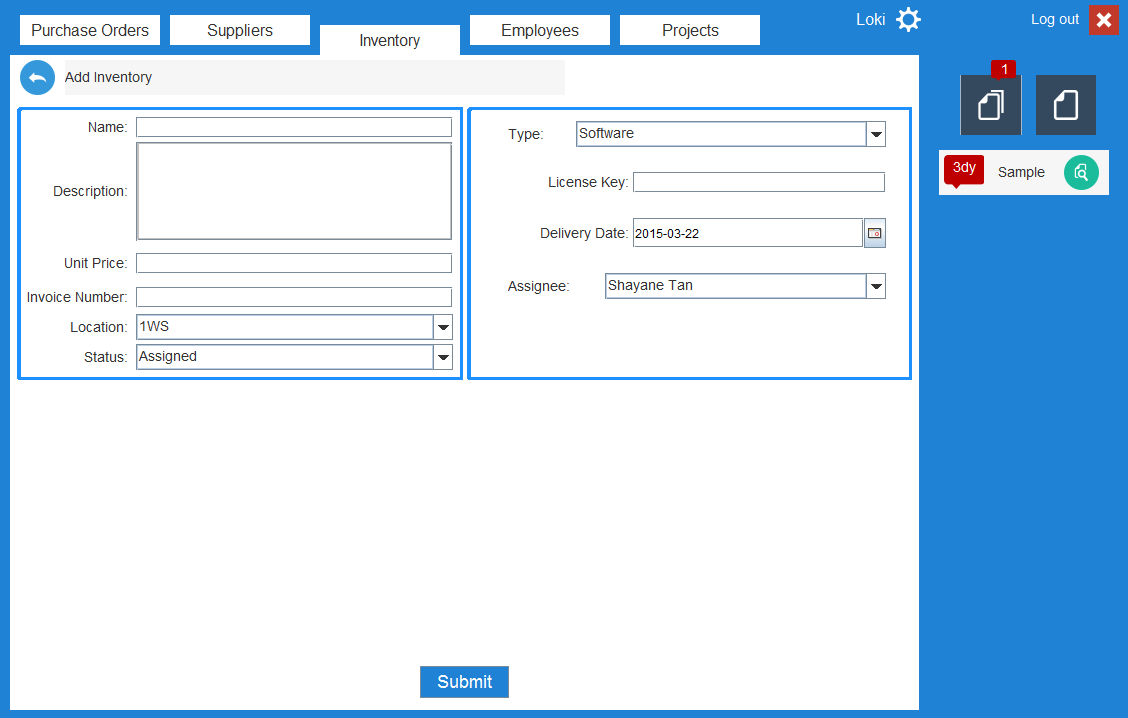 Purchase Orders
Suppliers
Inventory
Employees
Projects
Loki
Log out
Add Inventory
1
Name:
Description:
Unit Price:
Invoice Number:
Location: 1WS
Status: Assigned
Type: Software
License Key:
Delivery Date: 2015-03-22
Assignee: Shayane Tan
3dy
Sample
Submit